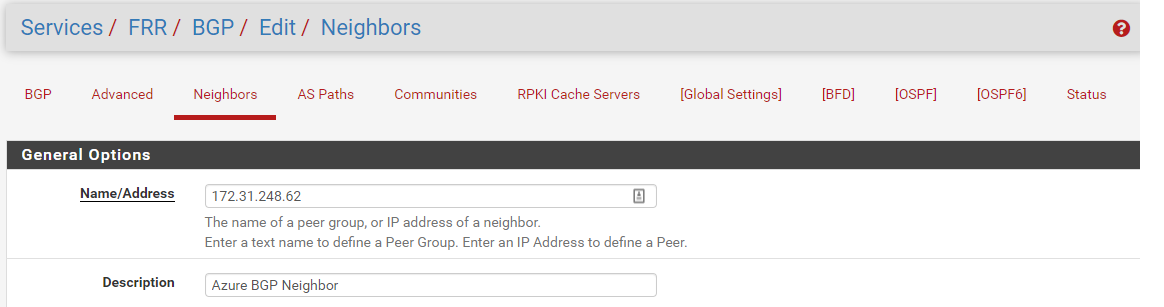 Services / FRR / BGP / Edit / Neighbors
BGP Advanced Neighbors AS Paths Communities RPKI Cache Servers [Global Settings] [BFD] [OSPF] [OSPF6] Status
General Options
Name/Address 172.31.248.62
The name of a peer group, or IP address of a neighbor.
Enter a text name to define a Peer Group. Enter an IP Address to define a Peer.
Description Azure BGP Neighbor